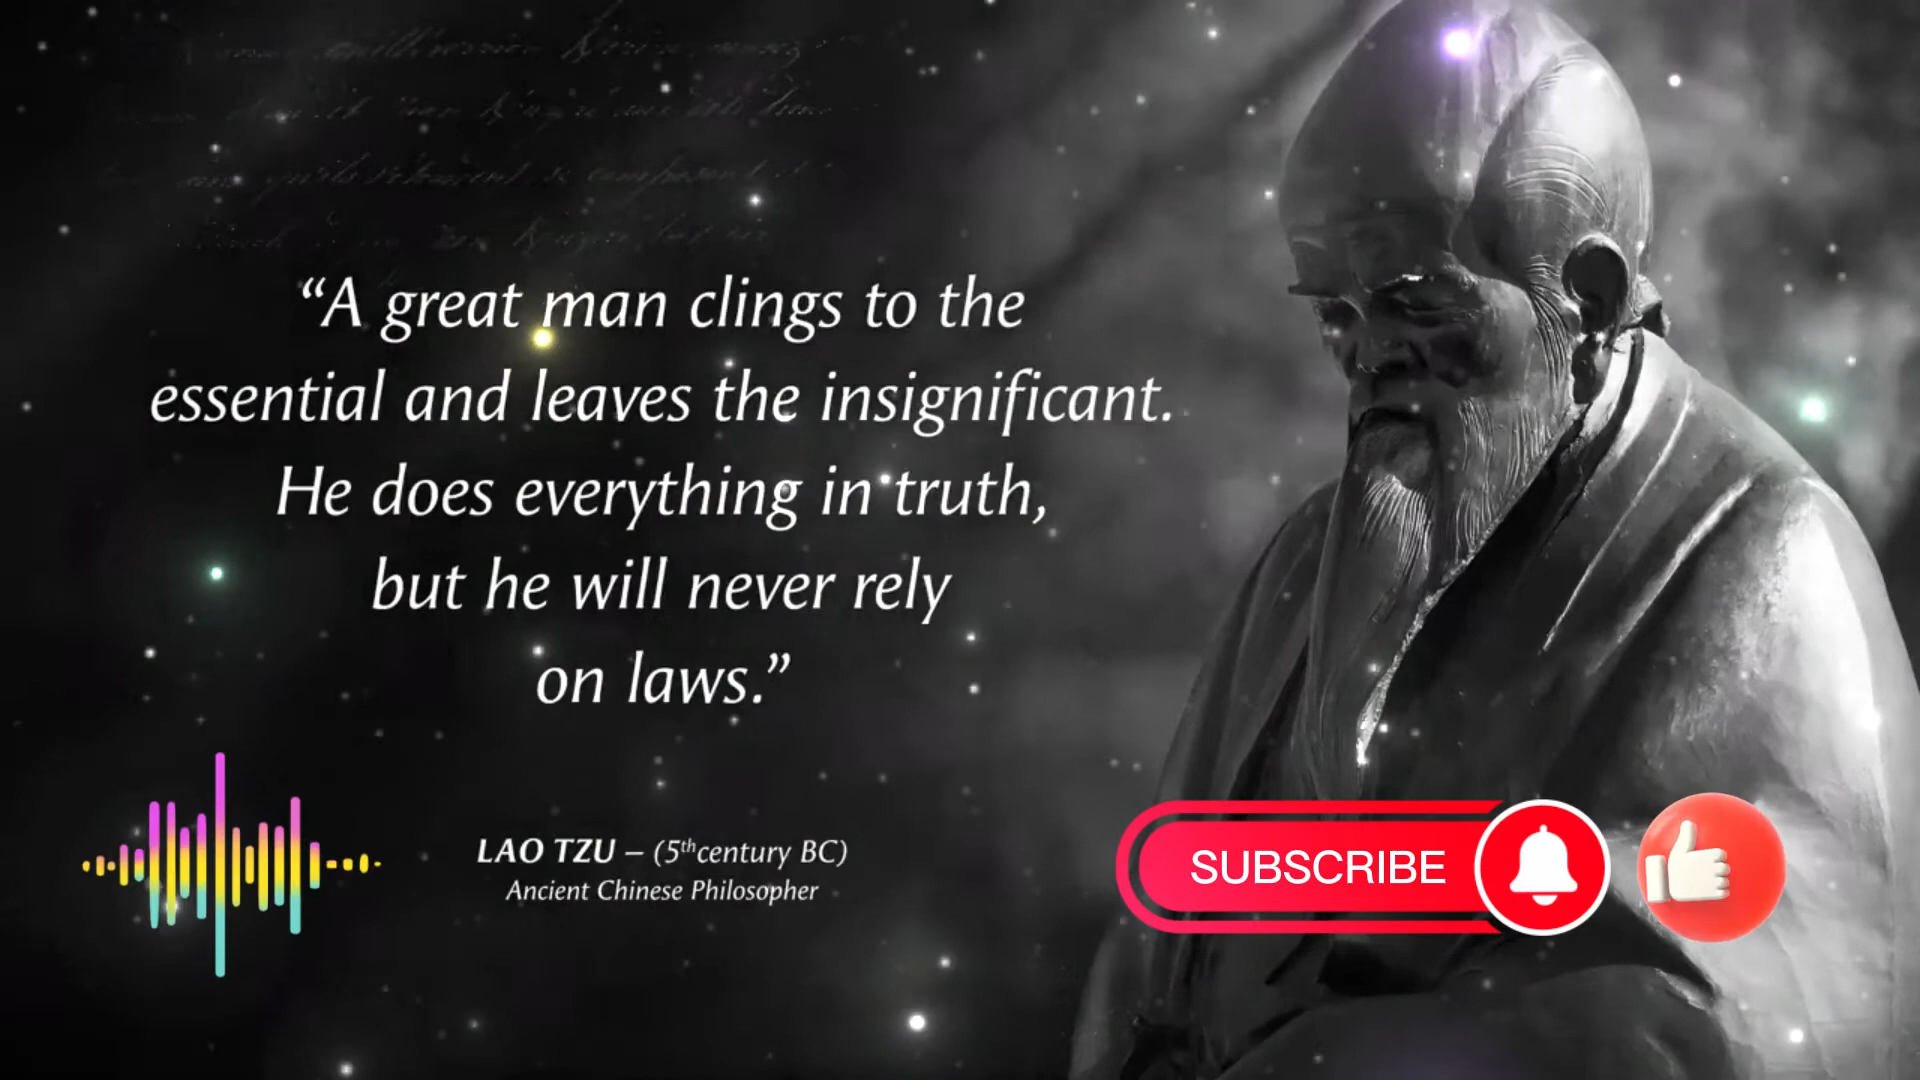 “A great man clings to the
essential and leaves the insignificant.
He does everything in truth,
but he will never rely
on laws.”
LAO TZU – (5thcentury BC)
Ancient Chinese Philosopher
SUBSCRIBE